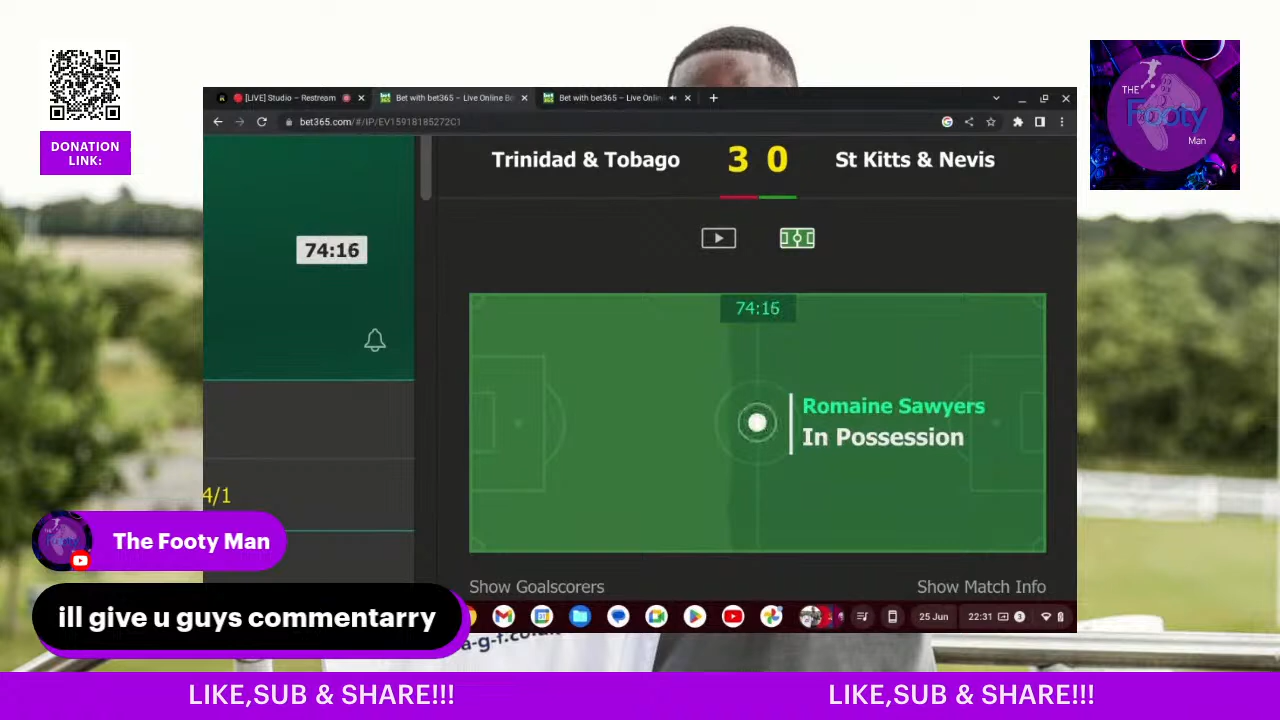 DONATION
LINK:
THE
Footy
Man
[LIVE] Studio – Restream
Bet with bet365 – Live Online Be
Bet with bet365 – Live Onlin
bet365.com/#/IP/EV15918185272C1
Trinidad & Tobago
3 0
St Kitts & Nevis
74:16
74:16
Romaine Sawyers
In Possession
4/1
Show Goalscorers
Show Match Info
25 Jun
22:31
3
The Footy Man
ill give u guys commentarry
LIKE,SUB & SHARE!!!
LIKE,SUB & SHARE!!!